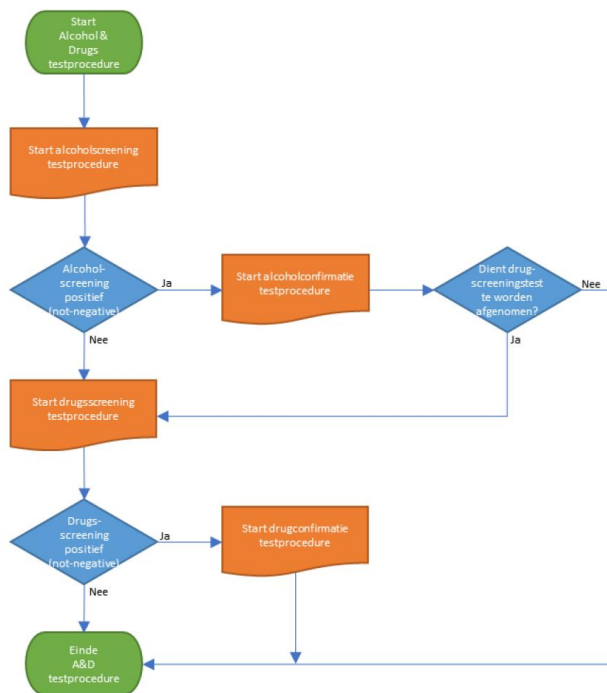 Start
Alcohol &
Drugs
testprocedure
Start alcoholscreening
testprocedure
Alcohol-
screening
positief
(not-negative)
Ja
Nee
Start alcoholconfirmatie
testprocedure
Dient drug-
screeningstest
te worden
afgenomen?
Nee
Ja
Start drugsscreening
testprocedure
Drugs-
screening
positief
(not-negative)
Ja
Nee
Start drugconfirmatie
testprocedure
Einde
A&D
testprocedure